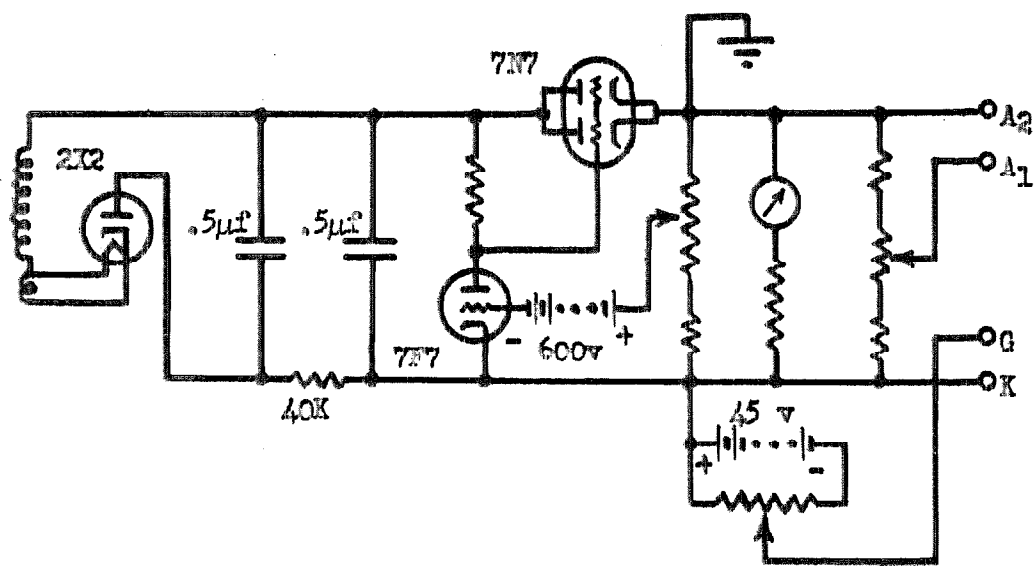 7N7
A2
2X2
A1
.5μf
.5μf
+
-
600v
7F7
G
40K
K
45 v
+
-